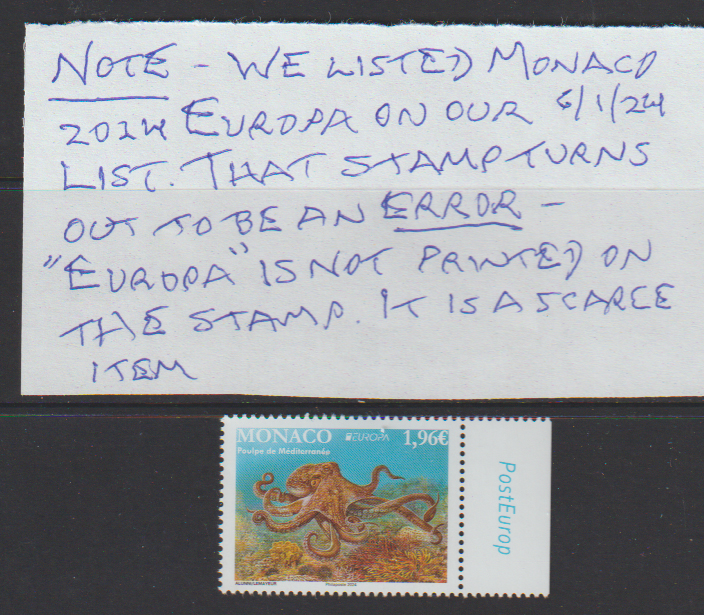 NOTE - WE LISTED MONACO
2024 EUROPA ON OUR 6/1/24
LIST. THAT STAMP TURNS
OUT TO BE AN ERROR -
"EUROPA" IS NOT PRINTED ON
THE STAMP. IT IS A SCARCE
ITEM
MONACO EUROPA 1,96€
Poulpe de Méditerranée
PostEurop